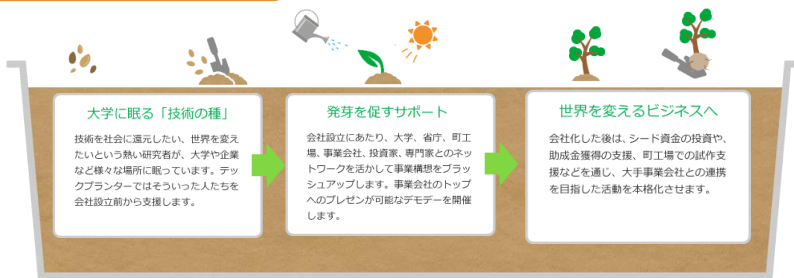 大学に眠る「技術の種」
技術を社会に還元したい、世界を変え
たいという熱い研究者が、大学や企業
など様々な場所に眠っています。テッ
クプランターではそういった人たちを
会社設立前から支援します。
発芽を促すサポート
会社設立にあたり、大学、省庁、町工
場、事業会社、投資家、専門家とのネッ
トワークを活かして事業構想をブラッ
シュアップします。事業会社のトップ
へのプレゼンが可能なデモデーを開催
します。
世界を変えるビジネスへ
会社化した後は、シード資金の投資や、
助成金獲得の支援、町工場での試作支
援などを通じ、大手事業会社との連携
を目指した活動を本格化させます。